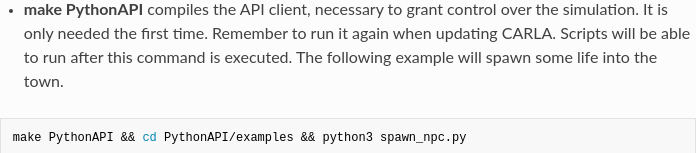 • make PythonAPI compiles the API client, necessary to grant control over the simulation. It is
only needed the first time. Remember to run it again when updating CARLA. Scripts will be able
to run after this command is executed. The following example will spawn some life into the
town.
make PythonAPI && cd PythonAPI/examples && python3 spawn_npc.py